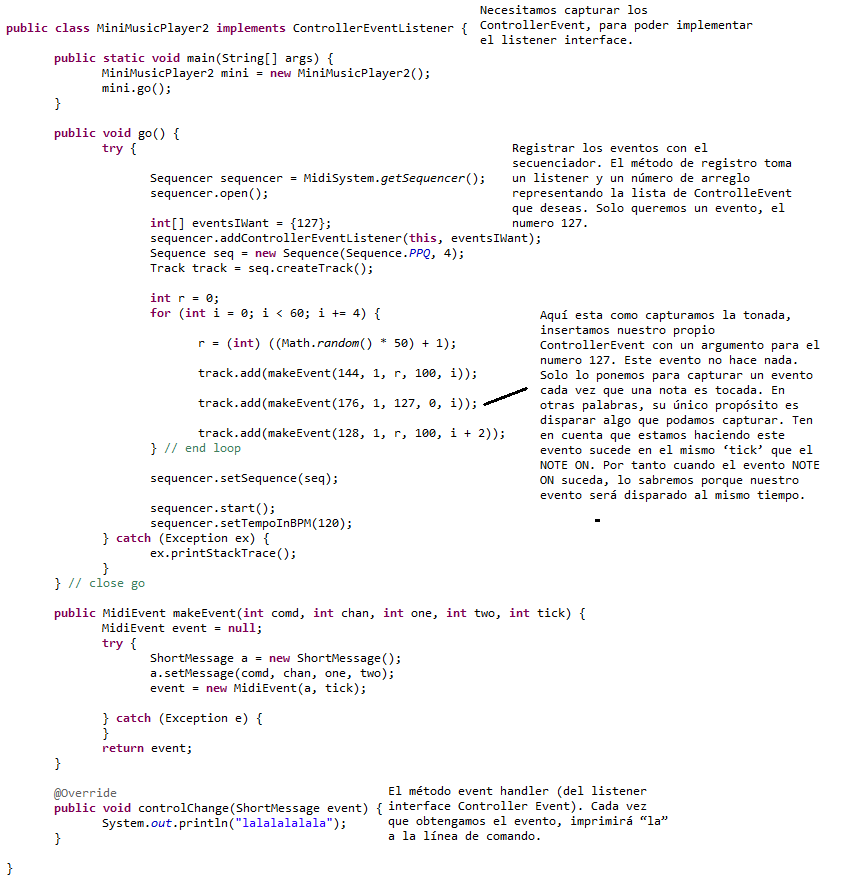 Necesitamos capturar los
ControllerEvent, para poder implementar
el listener interface.
public class MiniMusicPlayer2 implements ControllerEventListener {
public static void main(String[] args) {
MiniMusicPlayer2 mini = new MiniMusicPlayer2();
mini.go();
}
public void go() {
try {
Registrar los eventos con el
secuenciador. El método de registro toma
un listener y un número de arreglo
representando la lista de ControlleEvent
que deseas. Solo queremos un evento, el
numero 127.
Sequencer sequencer = MidiSystem.getSequencer();
sequencer.open();
int[] eventsIWant = {127};
sequencer.addControllerEventListener(this, eventsIWant);
Sequence seq = new Sequence(Sequence.PPQ, 4);
Track track = seq.createTrack();
int r = 0;
for (int i = 0; i < 60; i += 4) {
r = (int) ((Math.random() * 50) + 1);
track.add(makeEvent(144, 1, r, 100, i));
track.add(makeEvent(176, 1, 127, 0, i));
track.add(makeEvent(128, 1, r, 100, i + 2));
} // end loop
Aquí esta como capturamos la tonada,
insertamos nuestro propio
ControllerEvent con un argumento para el
numero 127. Este evento no hace nada.
Solo lo ponemos para capturar un evento
cada vez que una nota es tocada. En
otras palabras, su único propósito es
disparar algo que podamos capturar. Ten
en cuenta que estamos haciendo este
evento sucede en el mismo ‘tick’ que el
NOTE ON. Por tanto cuando el evento NOTE
ON suceda, lo sabremos porque nuestro
evento será disparado al mismo tiempo.
sequencer.setSequence(seq);
sequencer.start();
sequencer.setTempoInBPM(120);
} catch (Exception ex) {
ex.printStackTrace();
}
} // close go
public MidiEvent makeEvent(int comd, int chan, int one, int two, int tick) {
MidiEvent event = null;
try {
ShortMessage a = new ShortMessage();
a.setMessage(comd, chan, one, two);
event = new MidiEvent(a, tick);
} catch (Exception e) {
}
return event;
}
@Override
public void controlChange(ShortMessage event) {
System.out.println("lalalalalala");
}
El método event handler (del listener
interface Controller Event). Cada vez
que obtengamos el evento, imprimirá “la”
a la línea de comando.
}